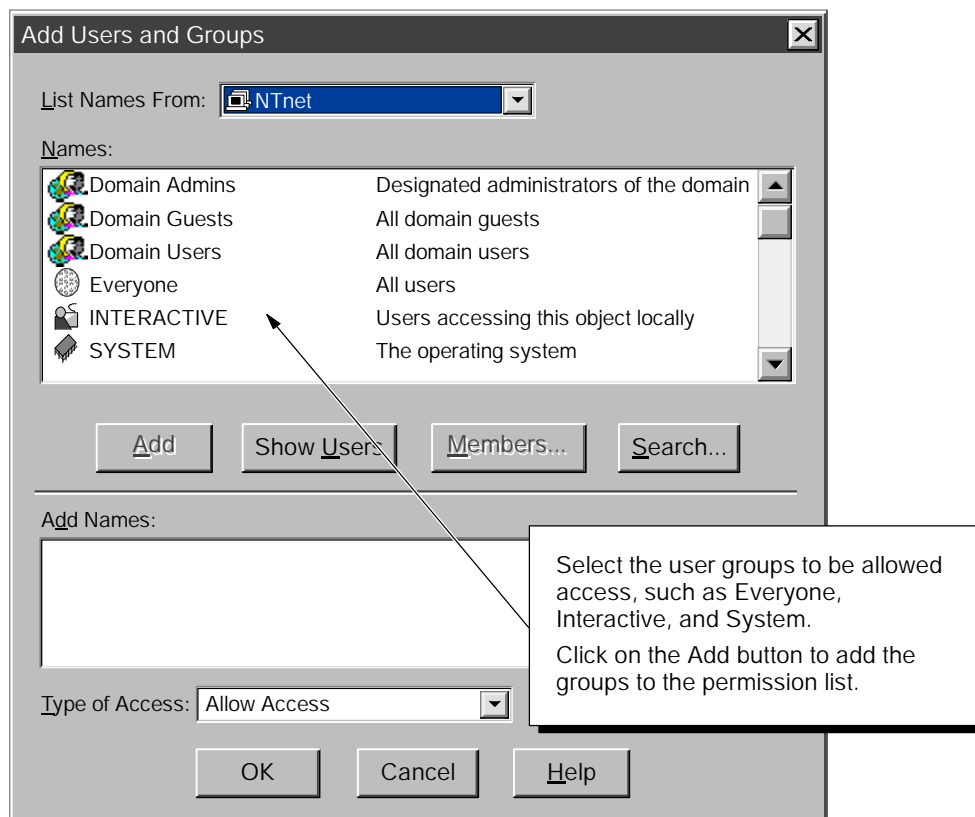 Add Users and Groups
List Names From: NTnet
Names:
Domain Admins Designated administrators of the domain
Domain Guests All domain guests
Domain Users All domain users
Everyone All users
INTERACTIVE Users accessing this object locally
SYSTEM The operating system
Add Show Users Members... Search...
Add Names:
Select the user groups to be allowed
access, such as Everyone,
Interactive, and System.
Click on the Add button to add the
groups to the permission list.
Type of Access: Allow Access
OK Cancel Help